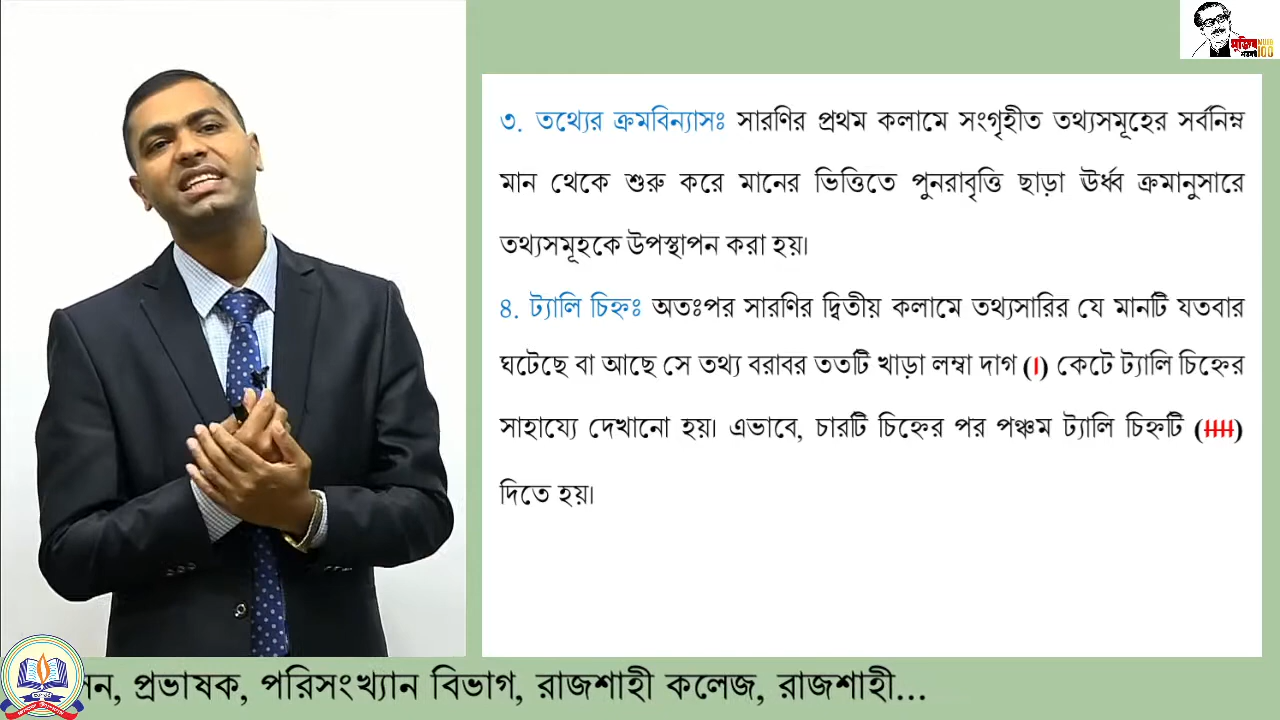 ৩. তথ্যের ক্রমবিন্যাসঃ সারণির প্রথম কলামে সংগৃহীত তথ্যসমূহের সর্বনিম্ন
মান থেকে শুরু করে মানের ভিত্তিতে পুনরাবৃত্তি ছাড়া ঊর্ধ্ব ক্রমানুসারে
তথ্যসমূহকে উপস্থাপন করা হয়।
৪. ট্যালি চিহ্নঃ অতঃপর সারণির দ্বিতীয় কলামে তথ্যসারির যে মানটি যতবার
ঘটেছে বা আছে সে তথ্য বরাবর ততটি খাড়া লম্বা দাগ (।) কেটে ট্যালি চিহ্নের
সাহায্যে দেখানো হয়। এভাবে, চারটি চিহ্নের পর পঞ্চম ট্যালি চিহ্নটি (𝍸)
দিতে হয়।
প্রভাষক, পরিসংখ্যান বিভাগ, রাজশাহী কলেজ, রাজশাহী...